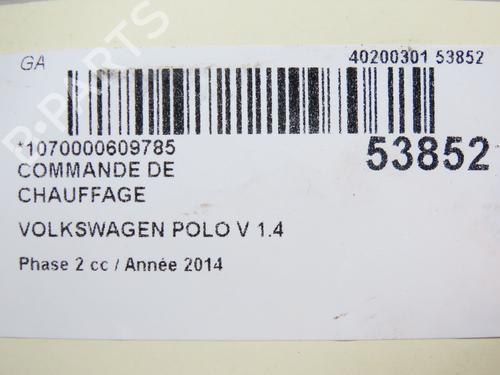 GA
40200301 53852
*1070000609785
53852
COMMANDE DE
CHAUFFAGE
VOLKSWAGEN POLO V 1.4
Phase 2 cc / Année 2014
B-PARTS